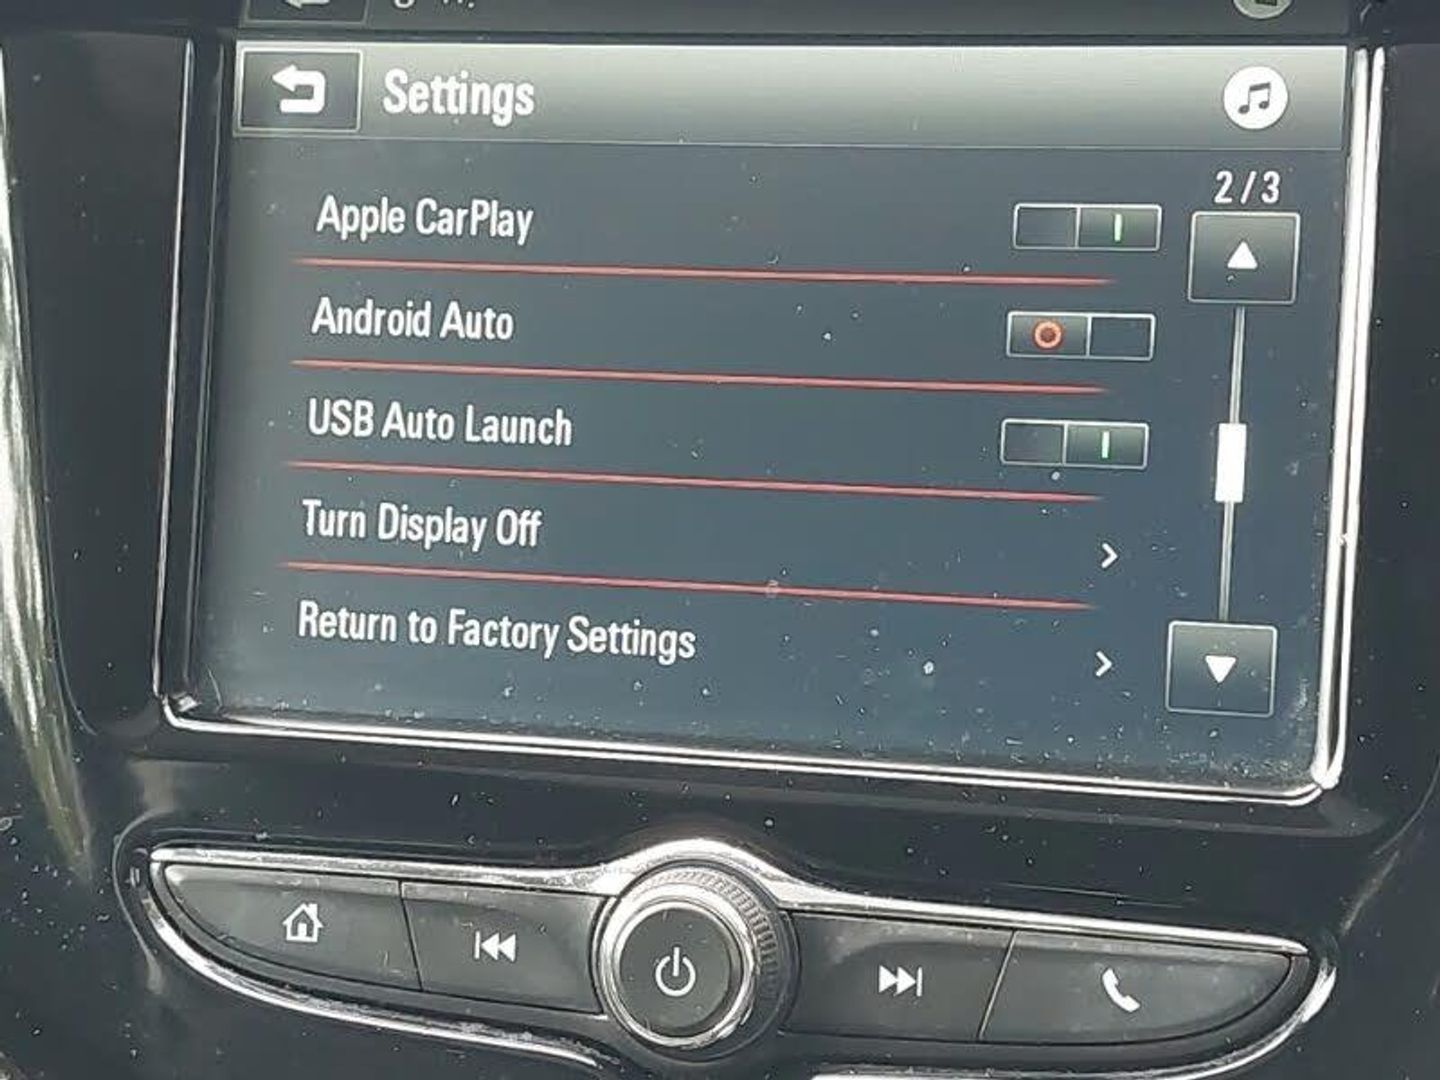 Settings
2/3
Apple CarPlay
Android Auto
USB Auto Launch
Turn Display Off
Return to Factory Settings